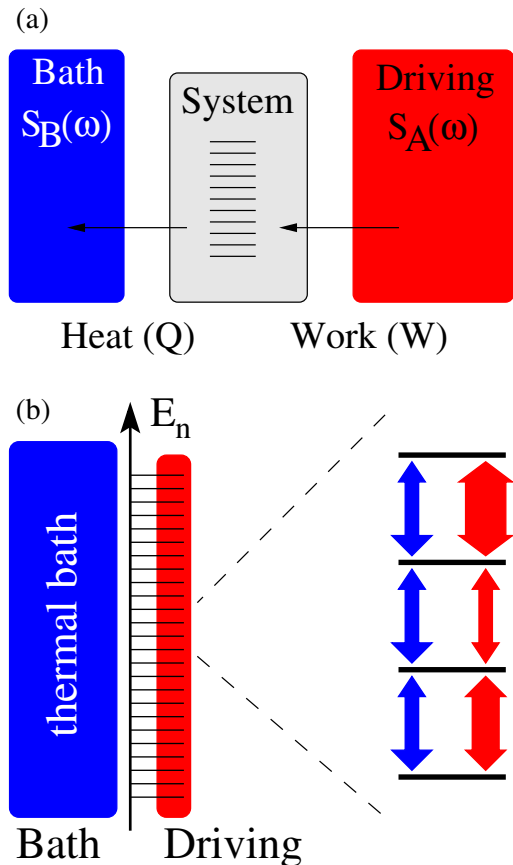 (a)
Bath
S_B(ω)
System
Driving
S_A(ω)
Heat (Q)
Work (W)
(b)
E_n
thermal bath
Bath
Driving